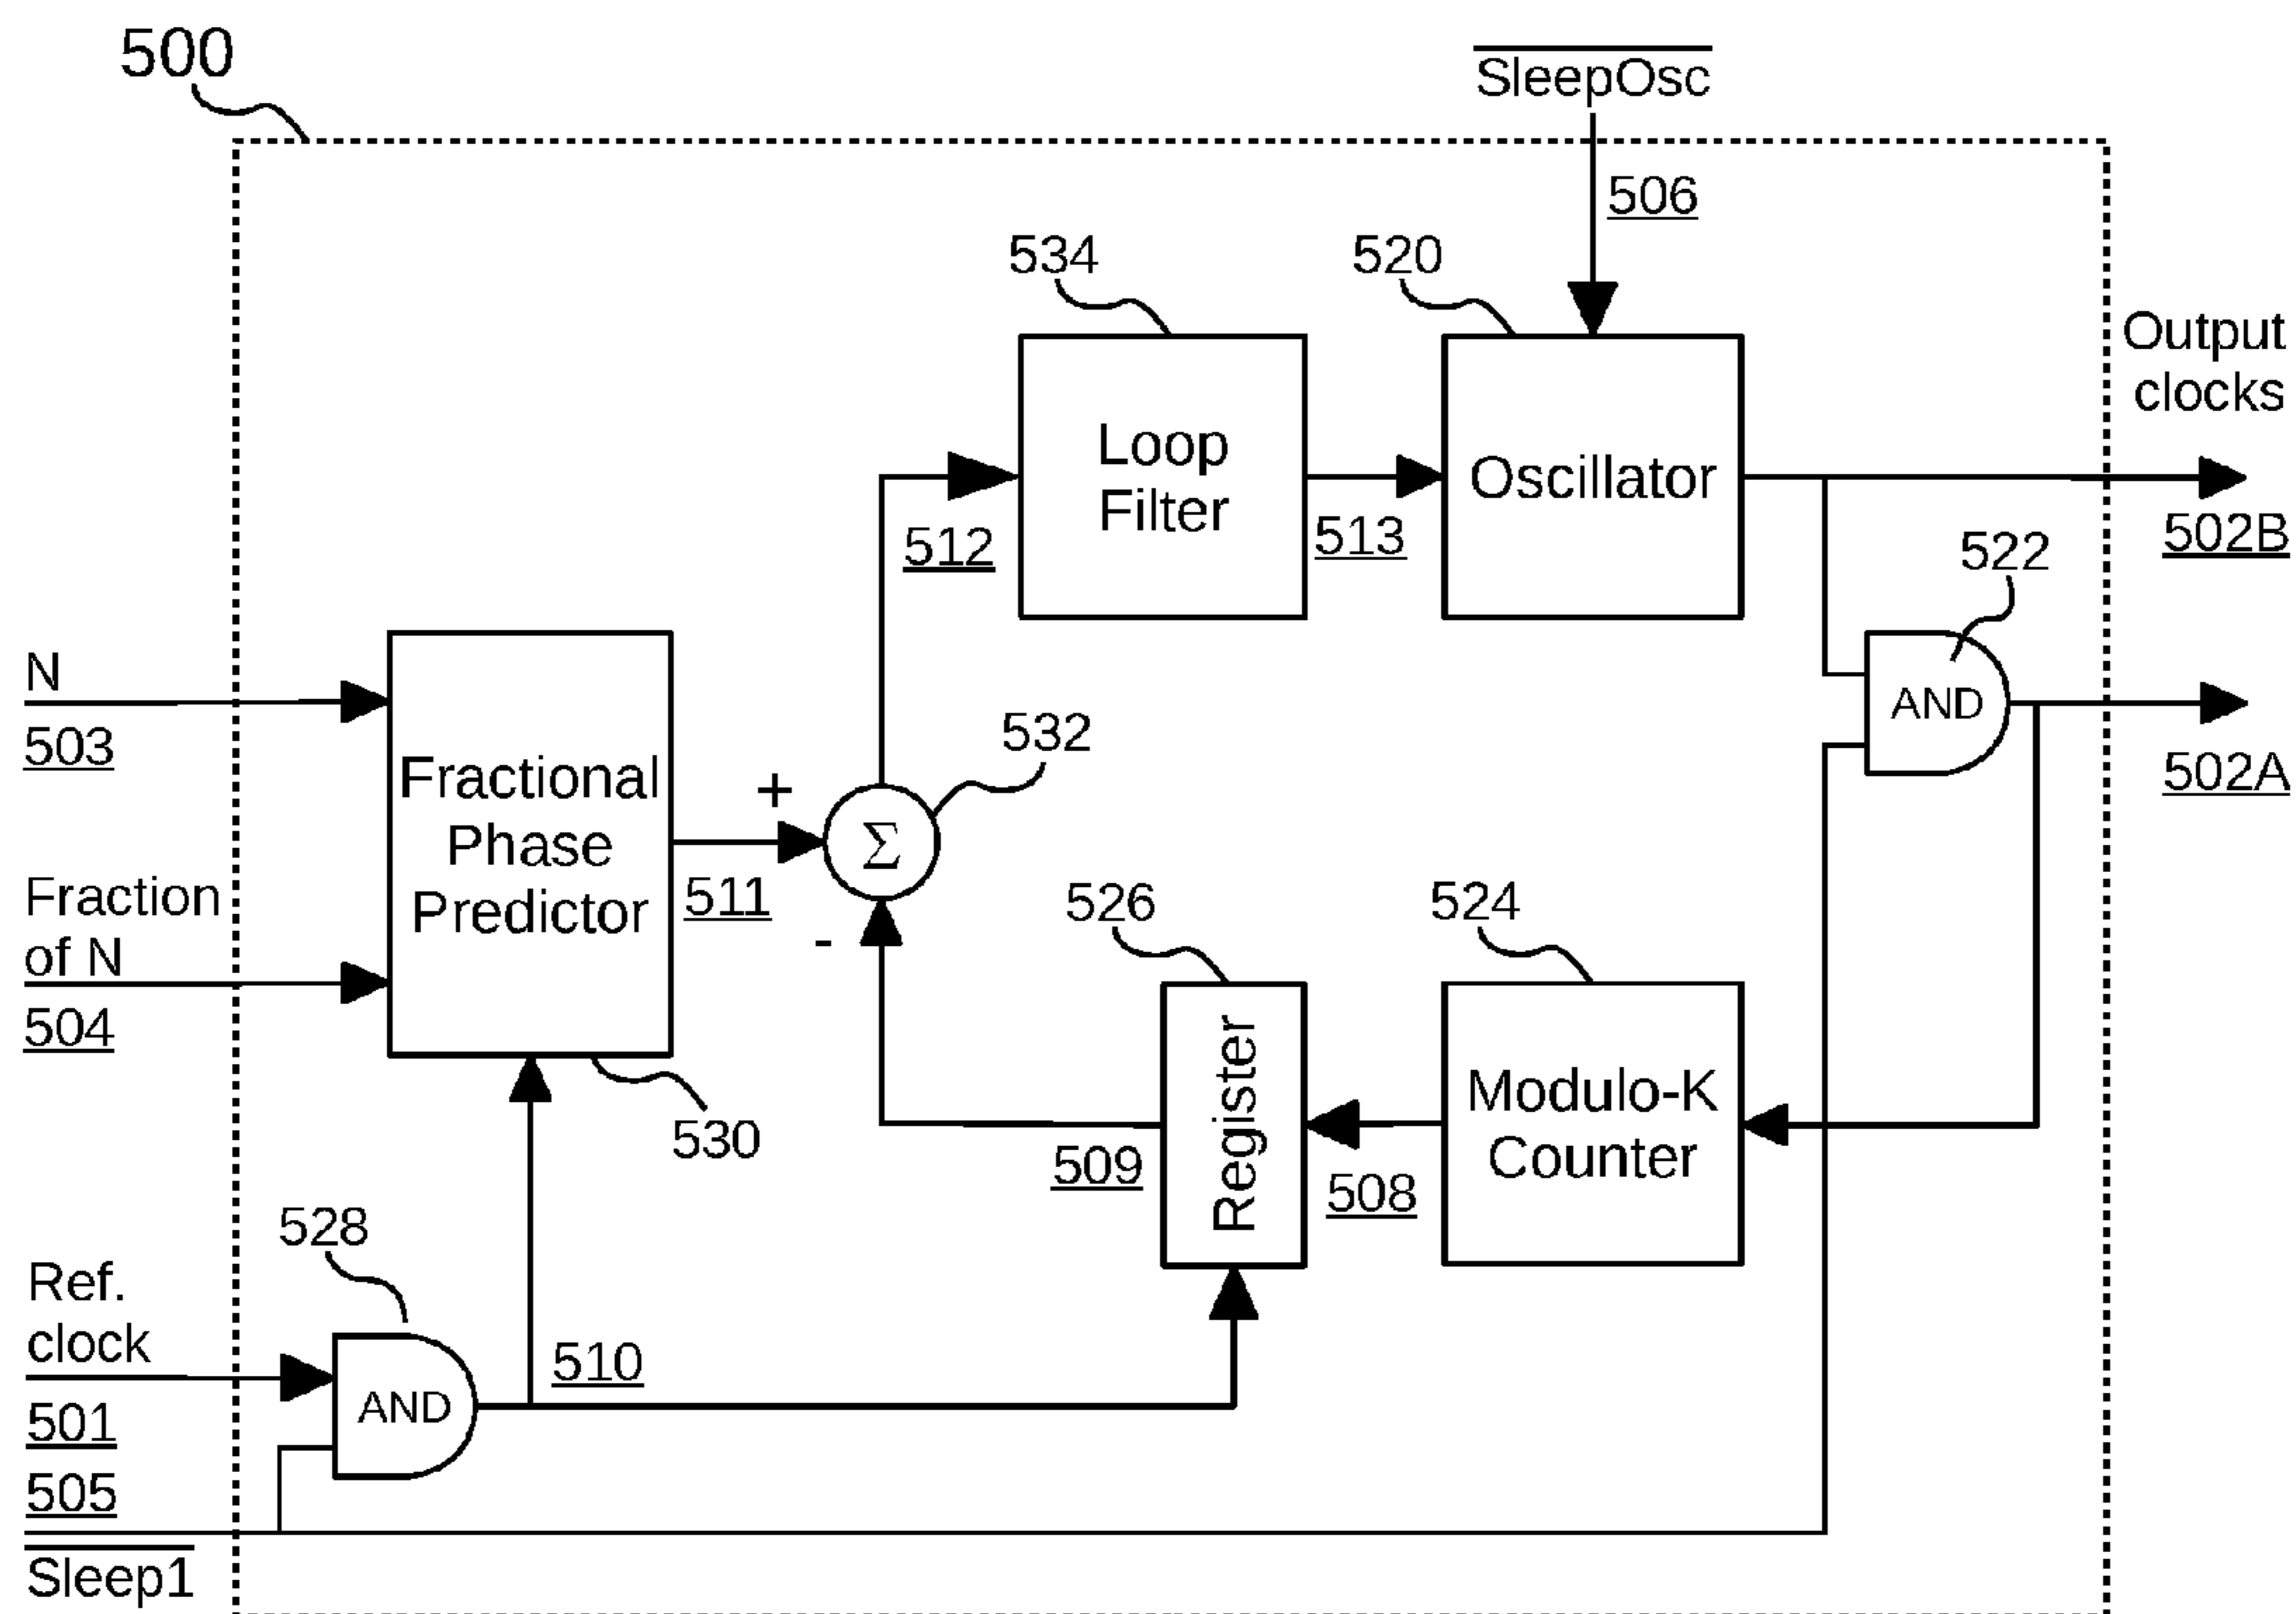 500
SleepOsc
506
534
520
Output
clocks
Loop
Filter
Oscillator
512
513
502B
522
N
503
532
AND
502A
Fractional
Phase
Predictor
+
Σ
511
-
Fraction
of N
504
526
524
Register
Modulo-K
Counter
530
509
508
528
Ref.
clock
501
AND
510
505
Sleep1